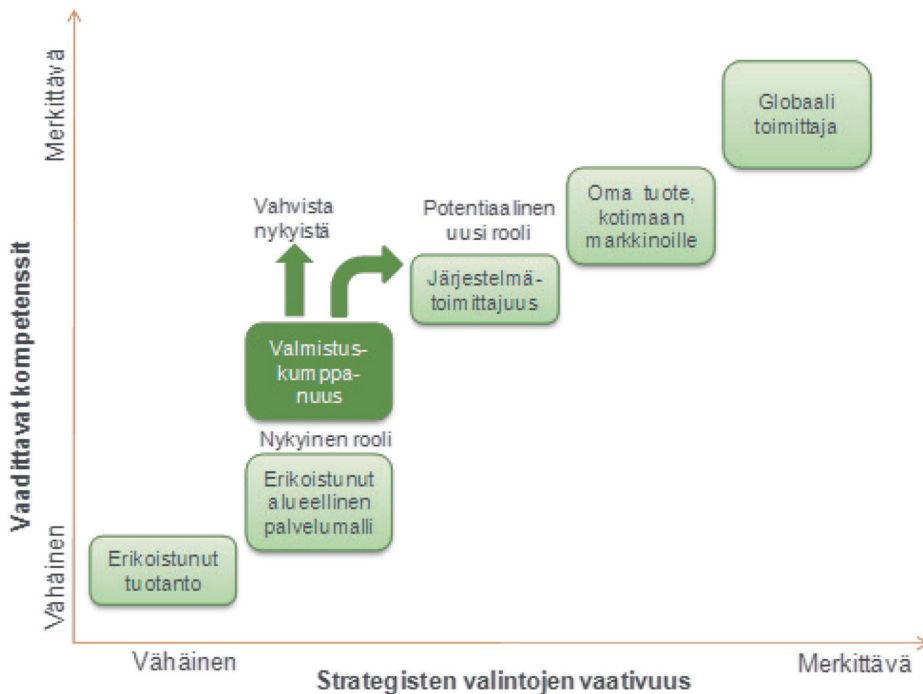 Merkittävä
Globaali
toimittaja
Oma tuote,
kotimaan
markkinoille
Vahvista
nykyistä
Potentiaalinen
uusi rooli
Järjestelmä-
toimittajuus
Valmistus-
kumppa-
nuus
Nykyinen rooli
Erikoistunut
alueellinen
palvelumalli
Erikoistunut
tuotanto
Vaadittavat kompetenssit
Vähäinen
Vähäinen
Merkittävä
Strategisten valintojen vaativuus